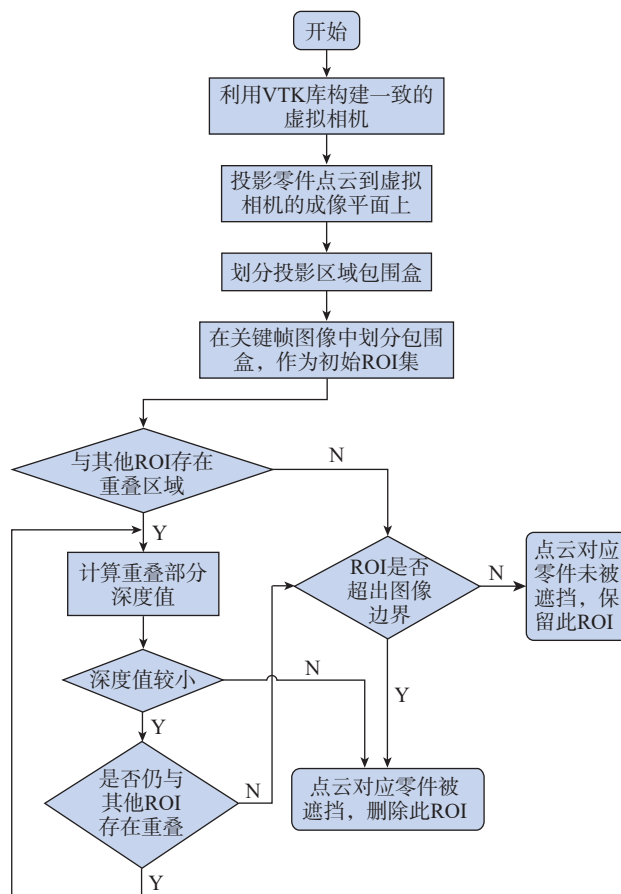 开始
利用VTK库构建一致的
虚拟相机
投影零件点云到虚拟
相机的成像平面上
划分投影区域包围盒
在关键帧图像中划分包围
盒，作为初始ROI集
与其他ROI存在
重叠区域
N
Y
计算重叠部分
深度值
ROI是否
超出图像
边界
N
点云对应
零件未被
遮挡，保
留此ROI
深度值较小
N
Y
Y
是否仍与
其他ROI
存在重叠
N
点云对应零件被
遮挡，删除此ROI
Y